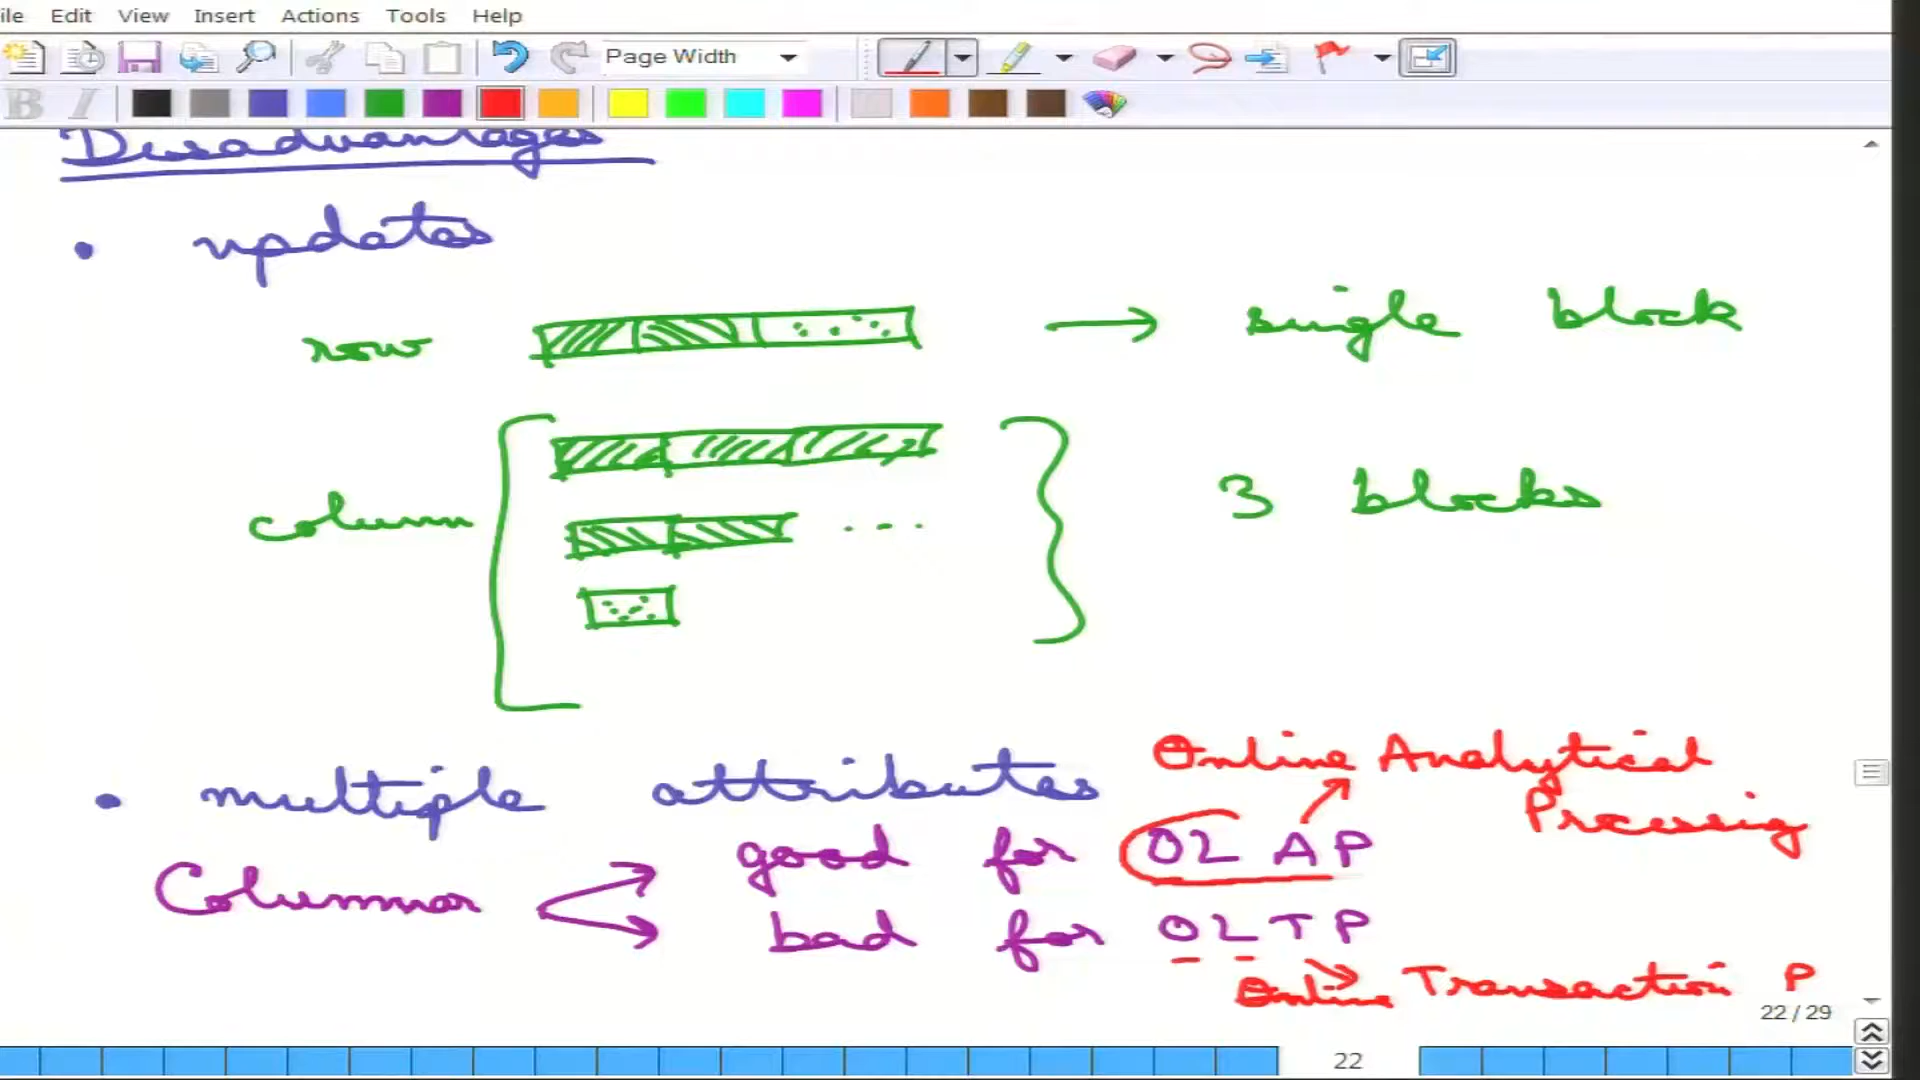 ile Edit View Insert Actions Tools Help
Page Width
B I
Disadvantages
• updates
row → single block
column 3 blocks
• multiple attributes
Online Analytical Processing
Columnar good for OLAP
bad for OLTP
Online Transaction P
22 / 29
22